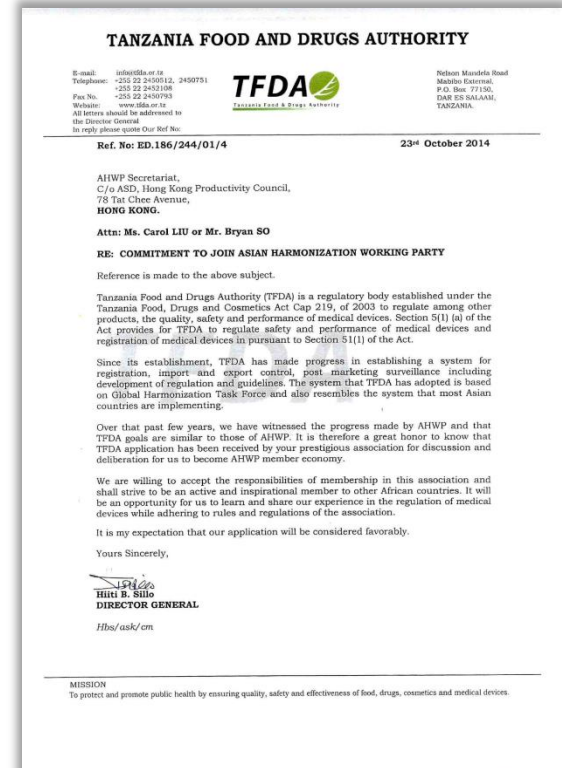 TANZANIA FOOD AND DRUGS AUTHORITY
E-mail: info@tfda.or.tz
Telephone: +255 22 2450512, 2450751
+255 22 2452108
Fax No. +255 22 2450793
Website: www.tfda.or.tz
All letters should be addressed to
the Director General
In reply please quote Our Ref No:
TFDA
Tanzania Food & Drugs Authority
Nelson Mandela Road
Mabibo External,
P.O. Box 77150,
DAR ES SALAAM,
TANZANIA.
Ref. No: ED.186/244/01/4
23rd October 2014
AHWP Secretariat,
C/o ASD, Hong Kong Productivity Council,
78 Tat Chee Avenue,
HONG KONG.
Attn: Ms. Carol LIU or Mr. Bryan SO
RE: COMMITMENT TO JOIN ASIAN HARMONIZATION WORKING PARTY
Reference is made to the above subject.
Tanzania Food and Drugs Authority (TFDA) is a regulatory body established under the
Tanzania Food, Drugs and Cosmetics Act Cap 219, of 2003 to regulate among other
products, the quality, safety and performance of medical devices. Section 5(1) (a) of the
Act provides for TFDA to regulate safety and performance of medical devices and
registration of medical devices in pursuant to Section 51(1) of the Act.
Since its establishment, TFDA has made progress in establishing a system for
registration, import and export control, post marketing surveillance including
development of regulation and guidelines. The system that TFDA has adopted is based
on Global Harmonization Task Force and also resembles the system that most Asian
countries are implementing.
Over that past few years, we have witnessed the progress made by AHWP and that
TFDA goals are similar to those of AHWP. It is therefore a great honor to know that
TFDA application has been received by your prestigious association for discussion and
deliberation for us to become AHWP member economy.
We are willing to accept the responsibilities of membership in this association and
shall strive to be an active and inspirational member to other African countries. It will
be an opportunity for us to learn and share our experience in the regulation of medical
devices while adhering to rules and regulations of the association.
It is my expectation that our application will be considered favorably.
Yours Sincerely,
Hiiti B. Sillo
DIRECTOR GENERAL
Hbs/ask/cm
MISSION
To protect and promote public health by ensuring quality, safety and effectiveness of food, drugs, cosmetics and medical devices.